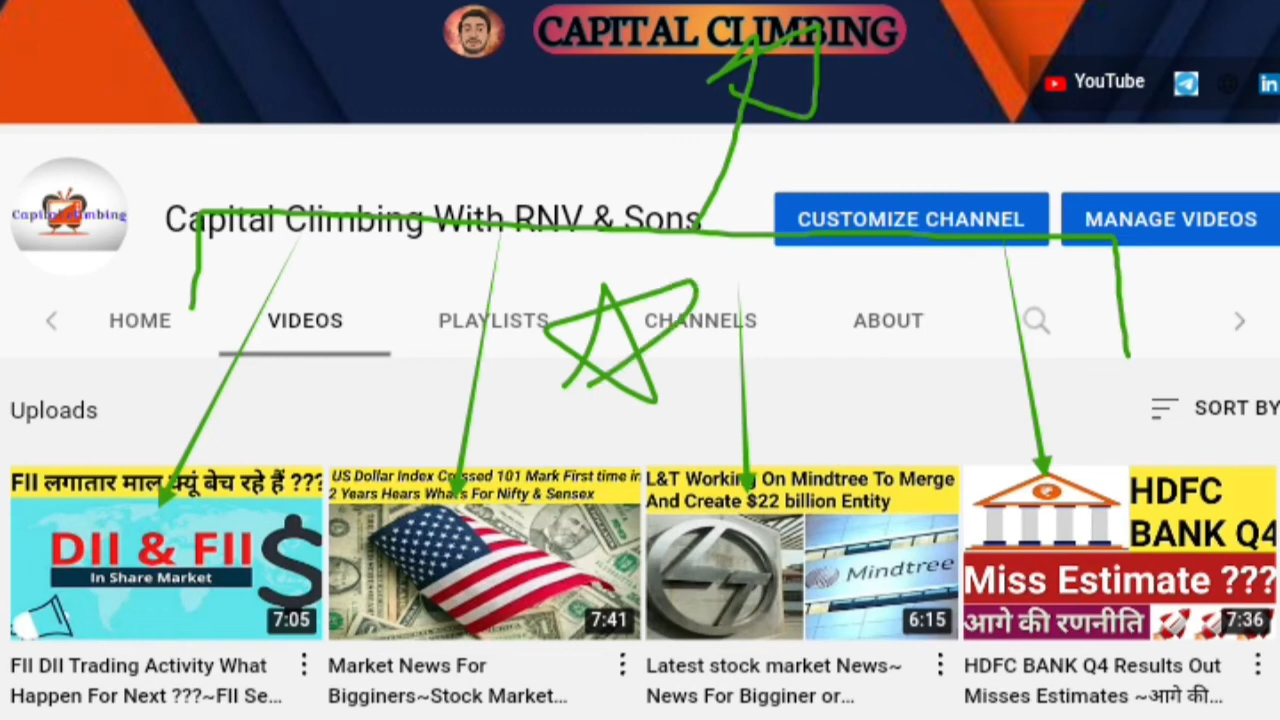 CAPITAL CLIMBING
YouTube
in
Capital Climbing
Capital Climbing With RNV & Sons
CUSTOMIZE CHANNEL
MANAGE VIDEOS
HOME
VIDEOS
PLAYLISTS
CHANNELS
ABOUT
Uploads
SORT BY
FII लगातार माल क्यूं बेच रहे हैं ???
DII & FII
In Share Market
7:05
US Dollar Index Crossed 101 Mark First time in
2 Years Hears What's For Nifty & Sensex
7:41
L&T Working On Mindtree To Merge
And Create $22 billion Entity
Mindtree
6:15
HDFC
BANK Q4
Miss Estimate ???
आगे की रणनीति
7:36
FII DII Trading Activity What
Happen For Next ???~FII Se...
Market News For
Bigginers~Stock Market...
Latest stock market News~
News For Bigginer or...
HDFC BANK Q4 Results Out
Misses Estimates ~आगे की...